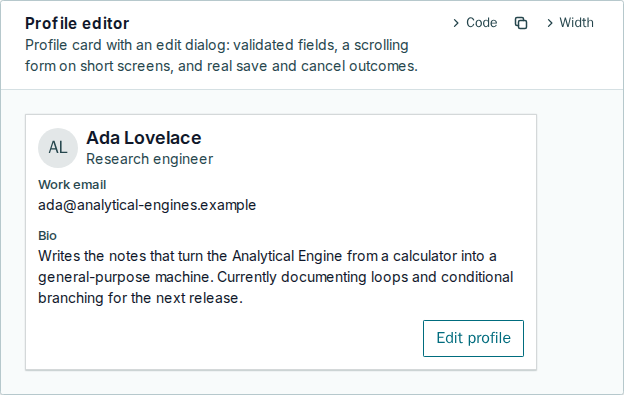 Profile editor
Code
Width
Profile card with an edit dialog: validated fields, a scrolling
form on short screens, and real save and cancel outcomes.
AL
Ada Lovelace
Research engineer
Work email
ada@analytical-engines.example
Bio
Writes the notes that turn the Analytical Engine from a calculator into a
general-purpose machine. Currently documenting loops and conditional
branching for the next release.
Edit profile